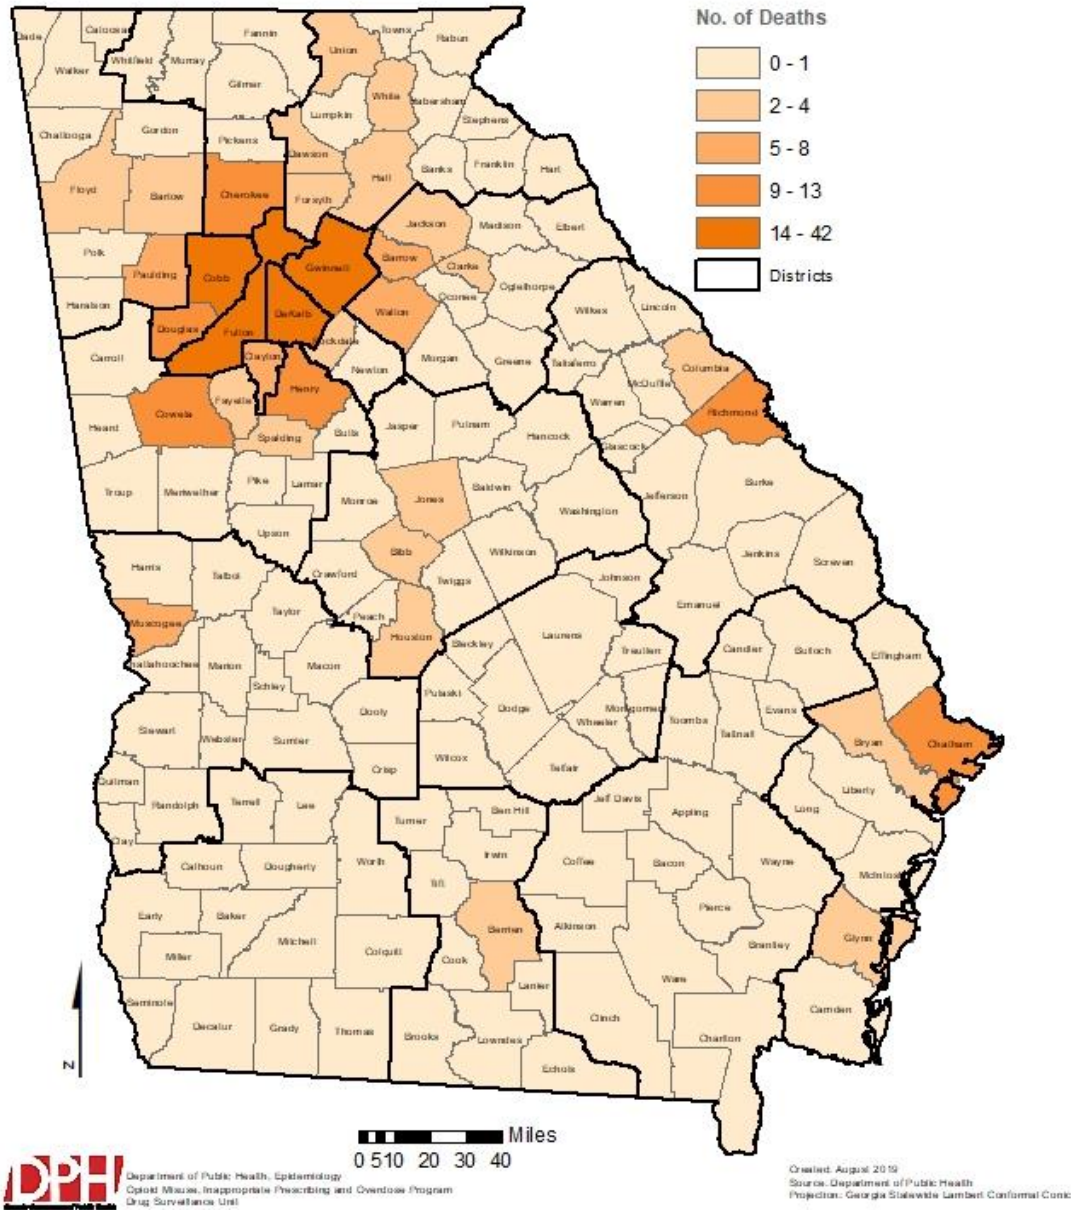 No. of Deaths
0 - 1
2 - 4
5 - 8
9 - 13
14 - 42
Districts
Dade
Catoosa
Fannin
Towns
Rabun
Union
Walker
Whitfield
Murray
Gilmer
White
Habersham
Lumpkin
Stephens
Chattooga
Gordon
Pickens
Dawson
Banks
Franklin
Hart
Hall
Floyd
Bartow
Cherokee
Forsyth
Jackson
Madison
Elbert
Polk
Paulding
Cobb
Gwinnett
Barrow
Clarke
Oconee
Oglethorpe
Haralson
Douglas
Fulton
DeKalb
Walton
Wilkes
Lincoln
Rockdale
Carroll
Clayton
Newton
Morgan
Greene
Taliaferro
Columbia
McDuffie
Henry
Coweta
Fayette
Heard
Spalding
Butts
Jasper
Putnam
Hancock
Warren
Richmond
Glascock
Troup
Meriwether
Pike
Lamar
Monroe
Jones
Baldwin
Washington
Jefferson
Burke
Upson
Bibb
Wilkinson
Jenkins
Screven
Harris
Talbot
Crawford
Twiggs
Johnson
Emanuel
Muscogee
Taylor
Peach
Houston
Bleckley
Laurens
Treutlen
Candler
Bulloch
Effingham
hattahoochee
Marion
Macon
Schley
Pulaski
Dodge
Wheeler
Montgomery
Toombs
Tattnall
Evans
Bryan
Chatham
Stewart
Webster
Sumter
Dooly
Crisp
Wilcox
Telfair
Liberty
Long
Quitman
Randolph
Terrell
Lee
Turner
Ben Hill
Jeff Davis
Appling
Clay
Calhoun
Dougherty
Worth
Irwin
Coffee
Bacon
Wayne
McIntosh
Tift
Early
Baker
Mitchell
Berrien
Atkinson
Pierce
Brantley
Glynn
Miller
Colquitt
Cook
Lanier
Ware
Seminole
Decatur
Grady
Thomas
Brooks
Lowndes
Clinch
Charlton
Camden
Echols
N
Miles
0 5 10 20 30 40
DPH
Department of Public Health, Epidemiology
Opioid Misuse, Inappropriate Prescribing and Overdose Program
Drug Surveillance Unit
Created: August 2019
Source: Department of Public Health
Projection: Georgia Statewide Lambert Conformal Conic